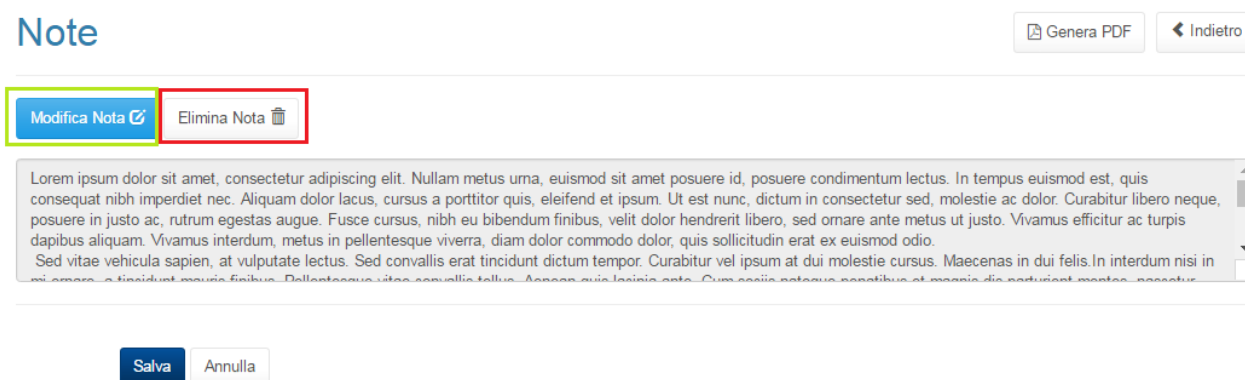 Note
Genera PDF
Indietro
Modifica Nota
Elimina Nota
Lorem ipsum dolor sit amet, consectetur adipiscing elit. Nullam metus urna, euismod sit amet posuere id, posuere condimentum lectus. In tempus euismod est, quis
consequat nibh imperdiet nec. Aliquam dolor lacus, cursus a porttitor quis, eleifend et ipsum. Ut est nunc, dictum in consectetur sed, molestie ac dolor. Curabitur libero neque,
posuere in justo ac, rutrum egestas augue. Fusce cursus, nibh eu bibendum finibus, velit dolor hendrerit libero, sed ornare ante metus ut justo. Vivamus efficitur ac turpis
dapibus aliquam. Vivamus interdum, metus in pellentesque viverra, diam dolor commodo dolor, quis sollicitudin erat ex euismod odio.
Sed vitae vehicula sapien, at vulputate lectus. Sed convallis erat tincidunt dictum tempor. Curabitur vel ipsum at dui molestie cursus. Maecenas in dui felis.In interdum nisi in
Salva
Annulla